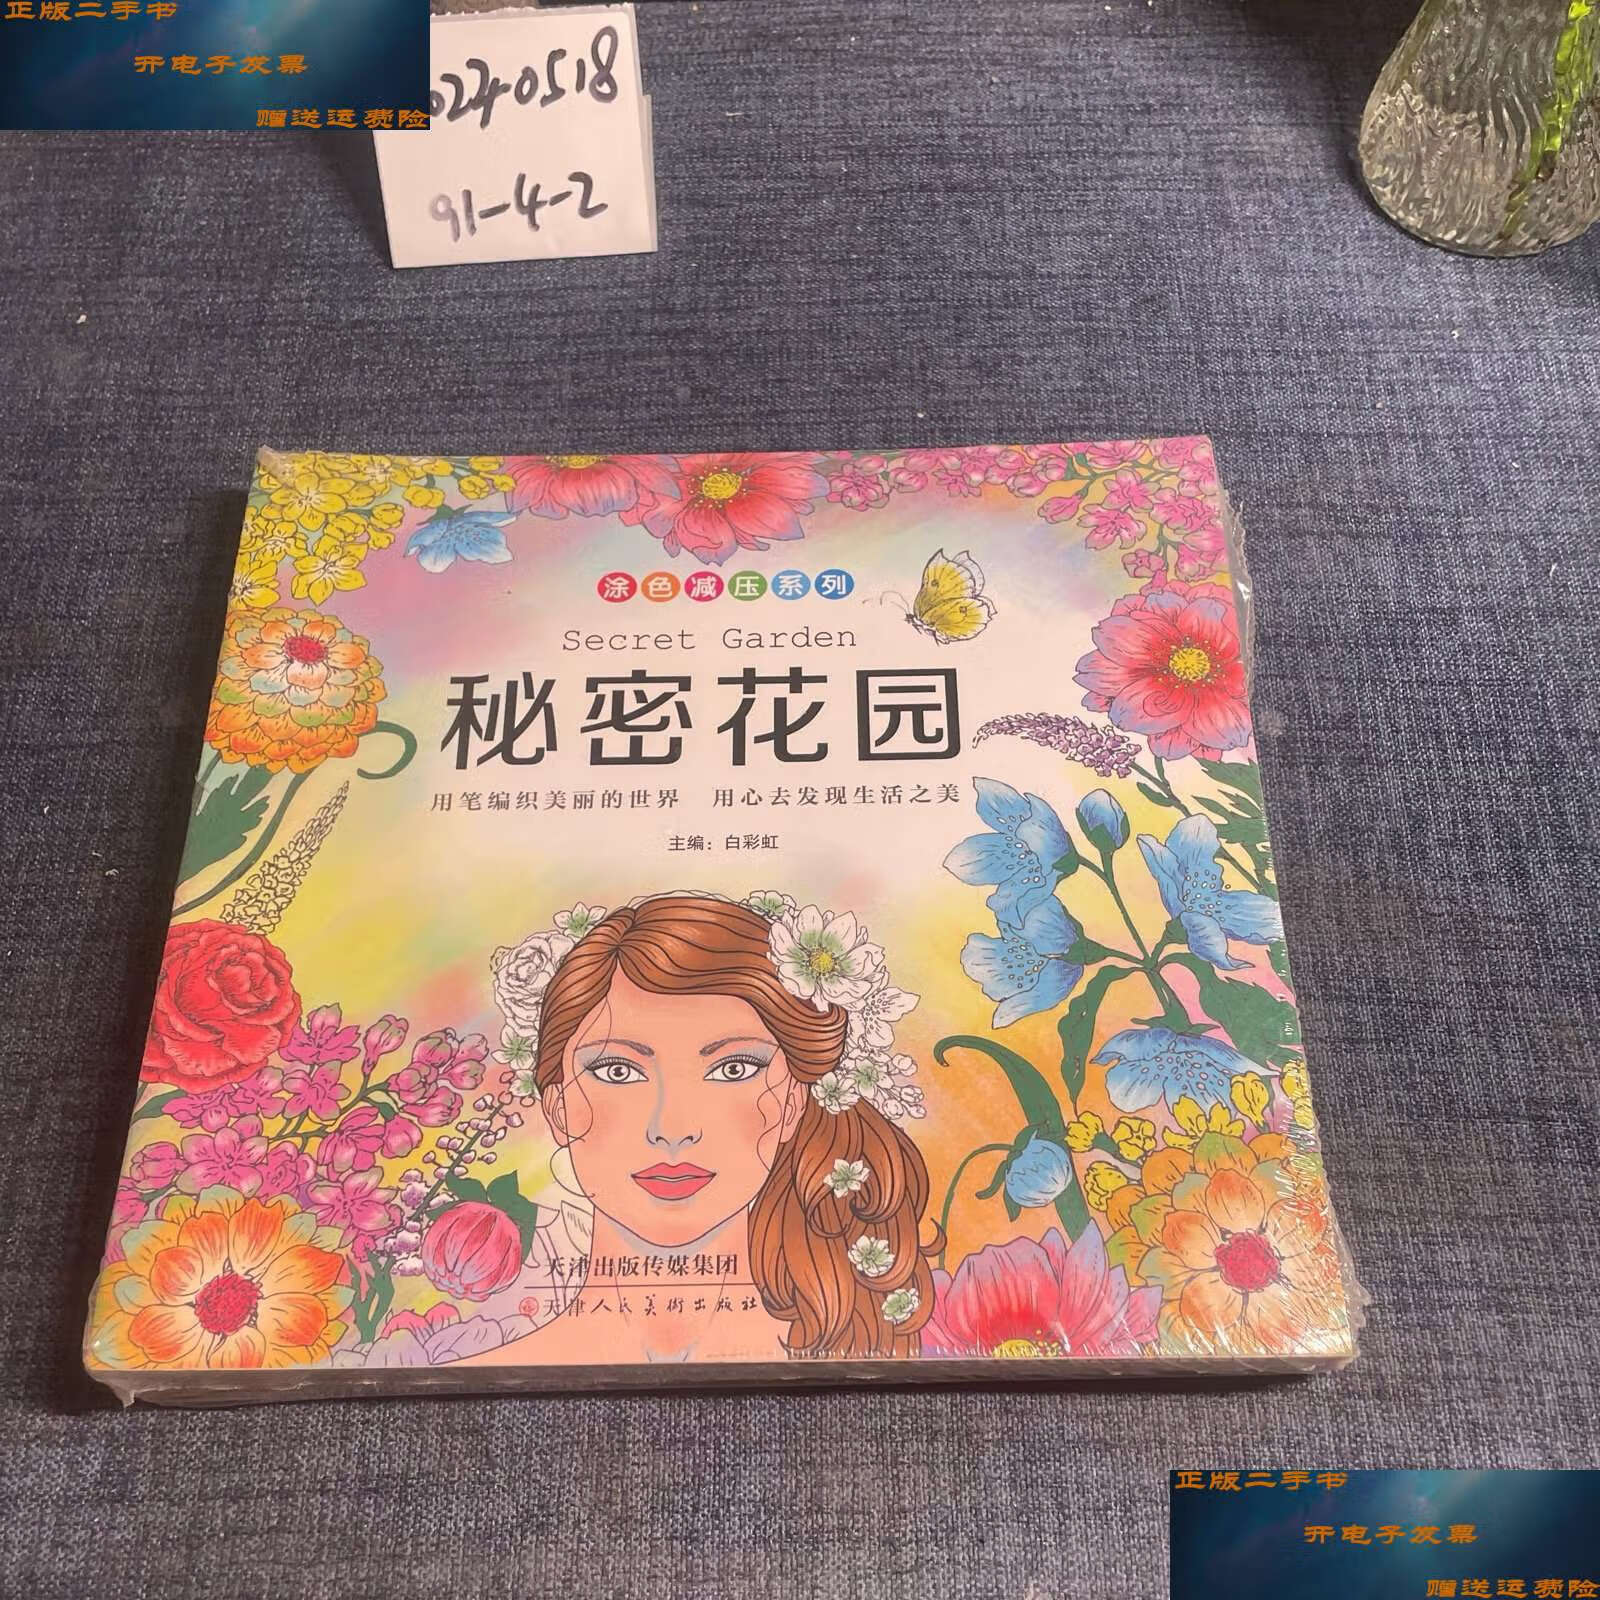 正版二手书
开电子发票
赠送运费险
0240518
91-4-2
涂色减压系列
Secret Garden
秘密花园
用笔编织美丽的世界 用心去发现生活之美
主编：白彩虹
天津出版传媒集团
天津人民美術出版社
正版二手书
开电子发票
赠送运费险